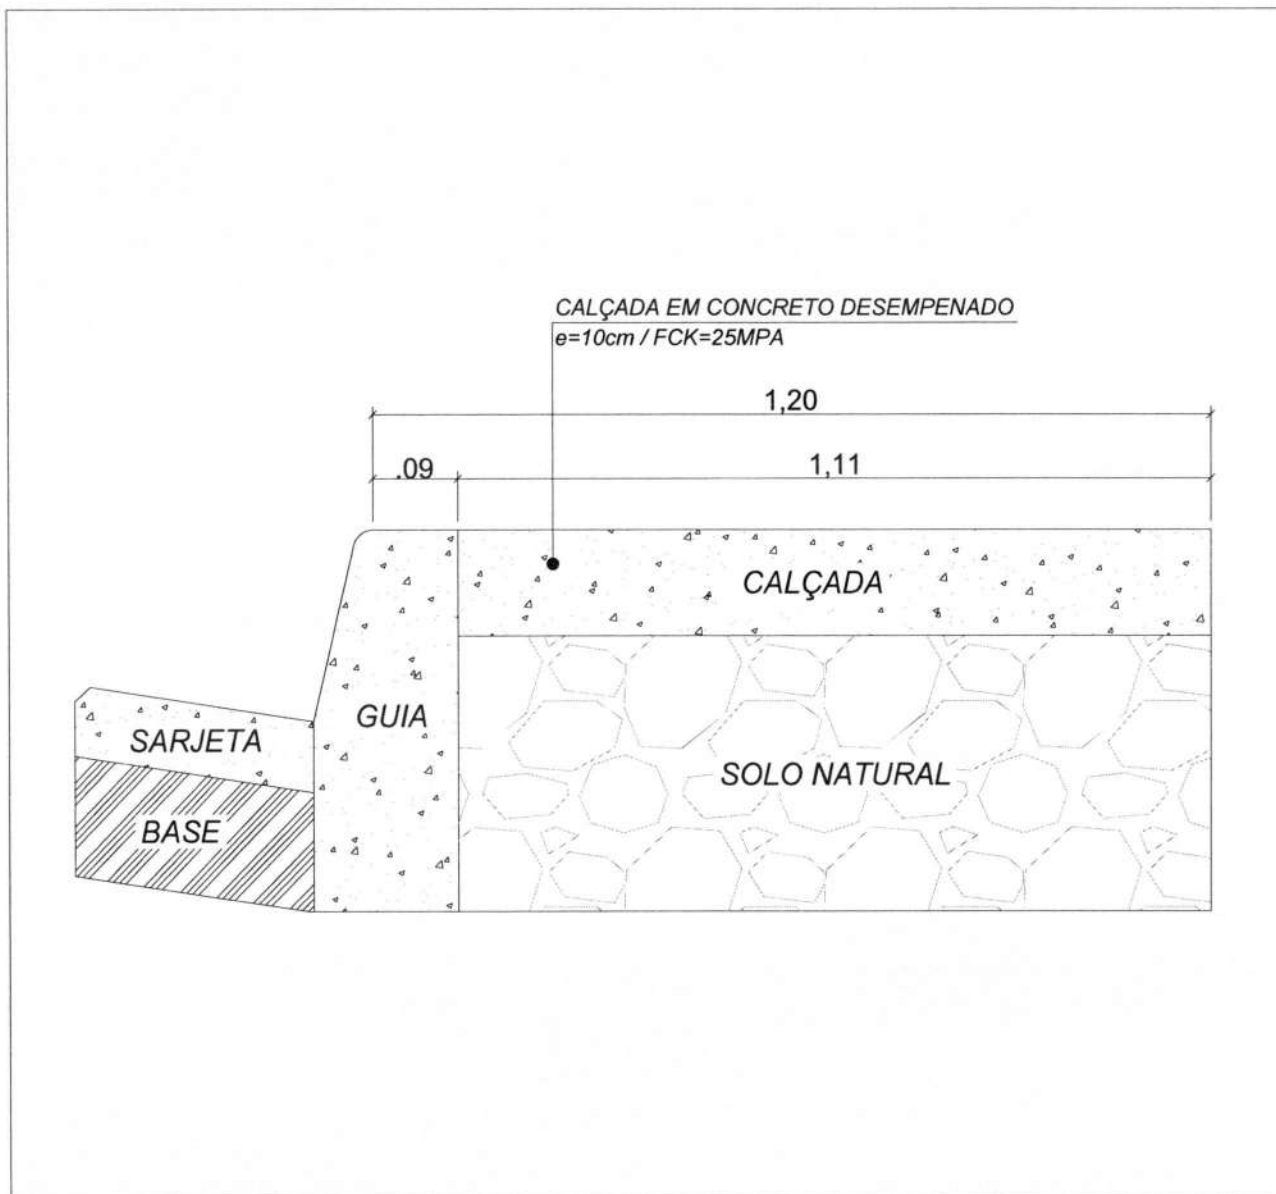 CALÇADA EM CONCRETO DESEMPENADO
e=10cm / FCK=25MPA
1,20
.09
1,11
CALÇADA
GUIA
SARJETA
SOLO NATURAL
BASE